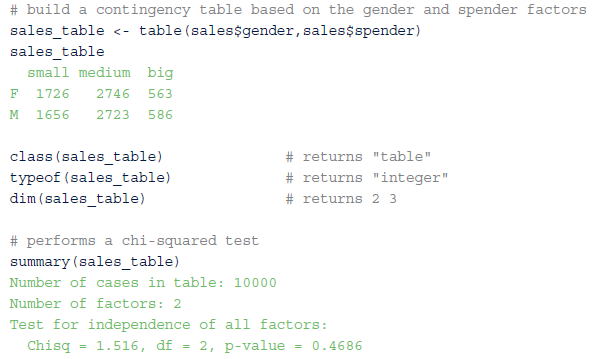 # build a contingency table based on the gender and spender factors
sales_table <- table(sales$gender,sales$spender)
sales_table
small medium big
F 1726 2746 563
M 1656 2723 586
class(sales_table) # returns "table"
typeof(sales_table) # returns "integer"
dim(sales_table) # returns 2 3
# performs a chi-squared test
summary(sales_table)
Number of cases in table: 10000
Number of factors: 2
Test for independence of all factors:
Chisq = 1.516, df = 2, p-value = 0.4686